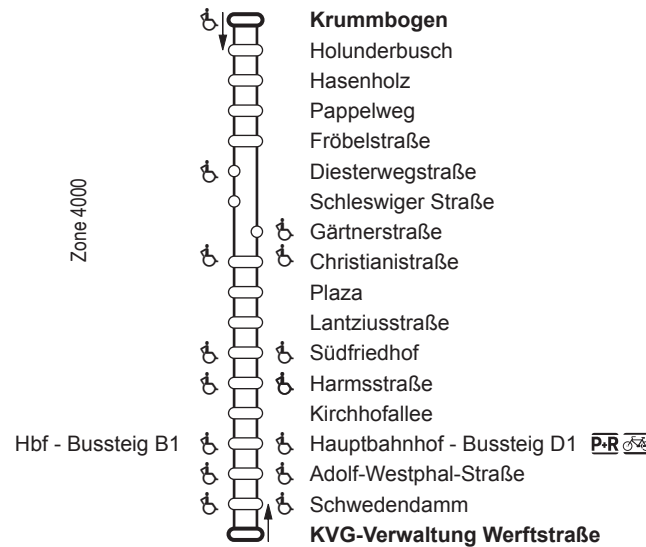 Krummbogen
Holunderbusch
Hasenholz
Pappelweg
Fröbelstraße
Diesterwegstraße
Schleswiger Straße
Gärtnerstraße
Christianistraße
Plaza
Lantziusstraße
Südfriedhof
Harmsstraße
Kirchhofallee
Hbf - Bussteig B1 Hauptbahnhof - Bussteig D1 P+R
Adolf-Westphal-Straße
Schwedendamm
KVG-Verwaltung Werftstraße
Zone 4000